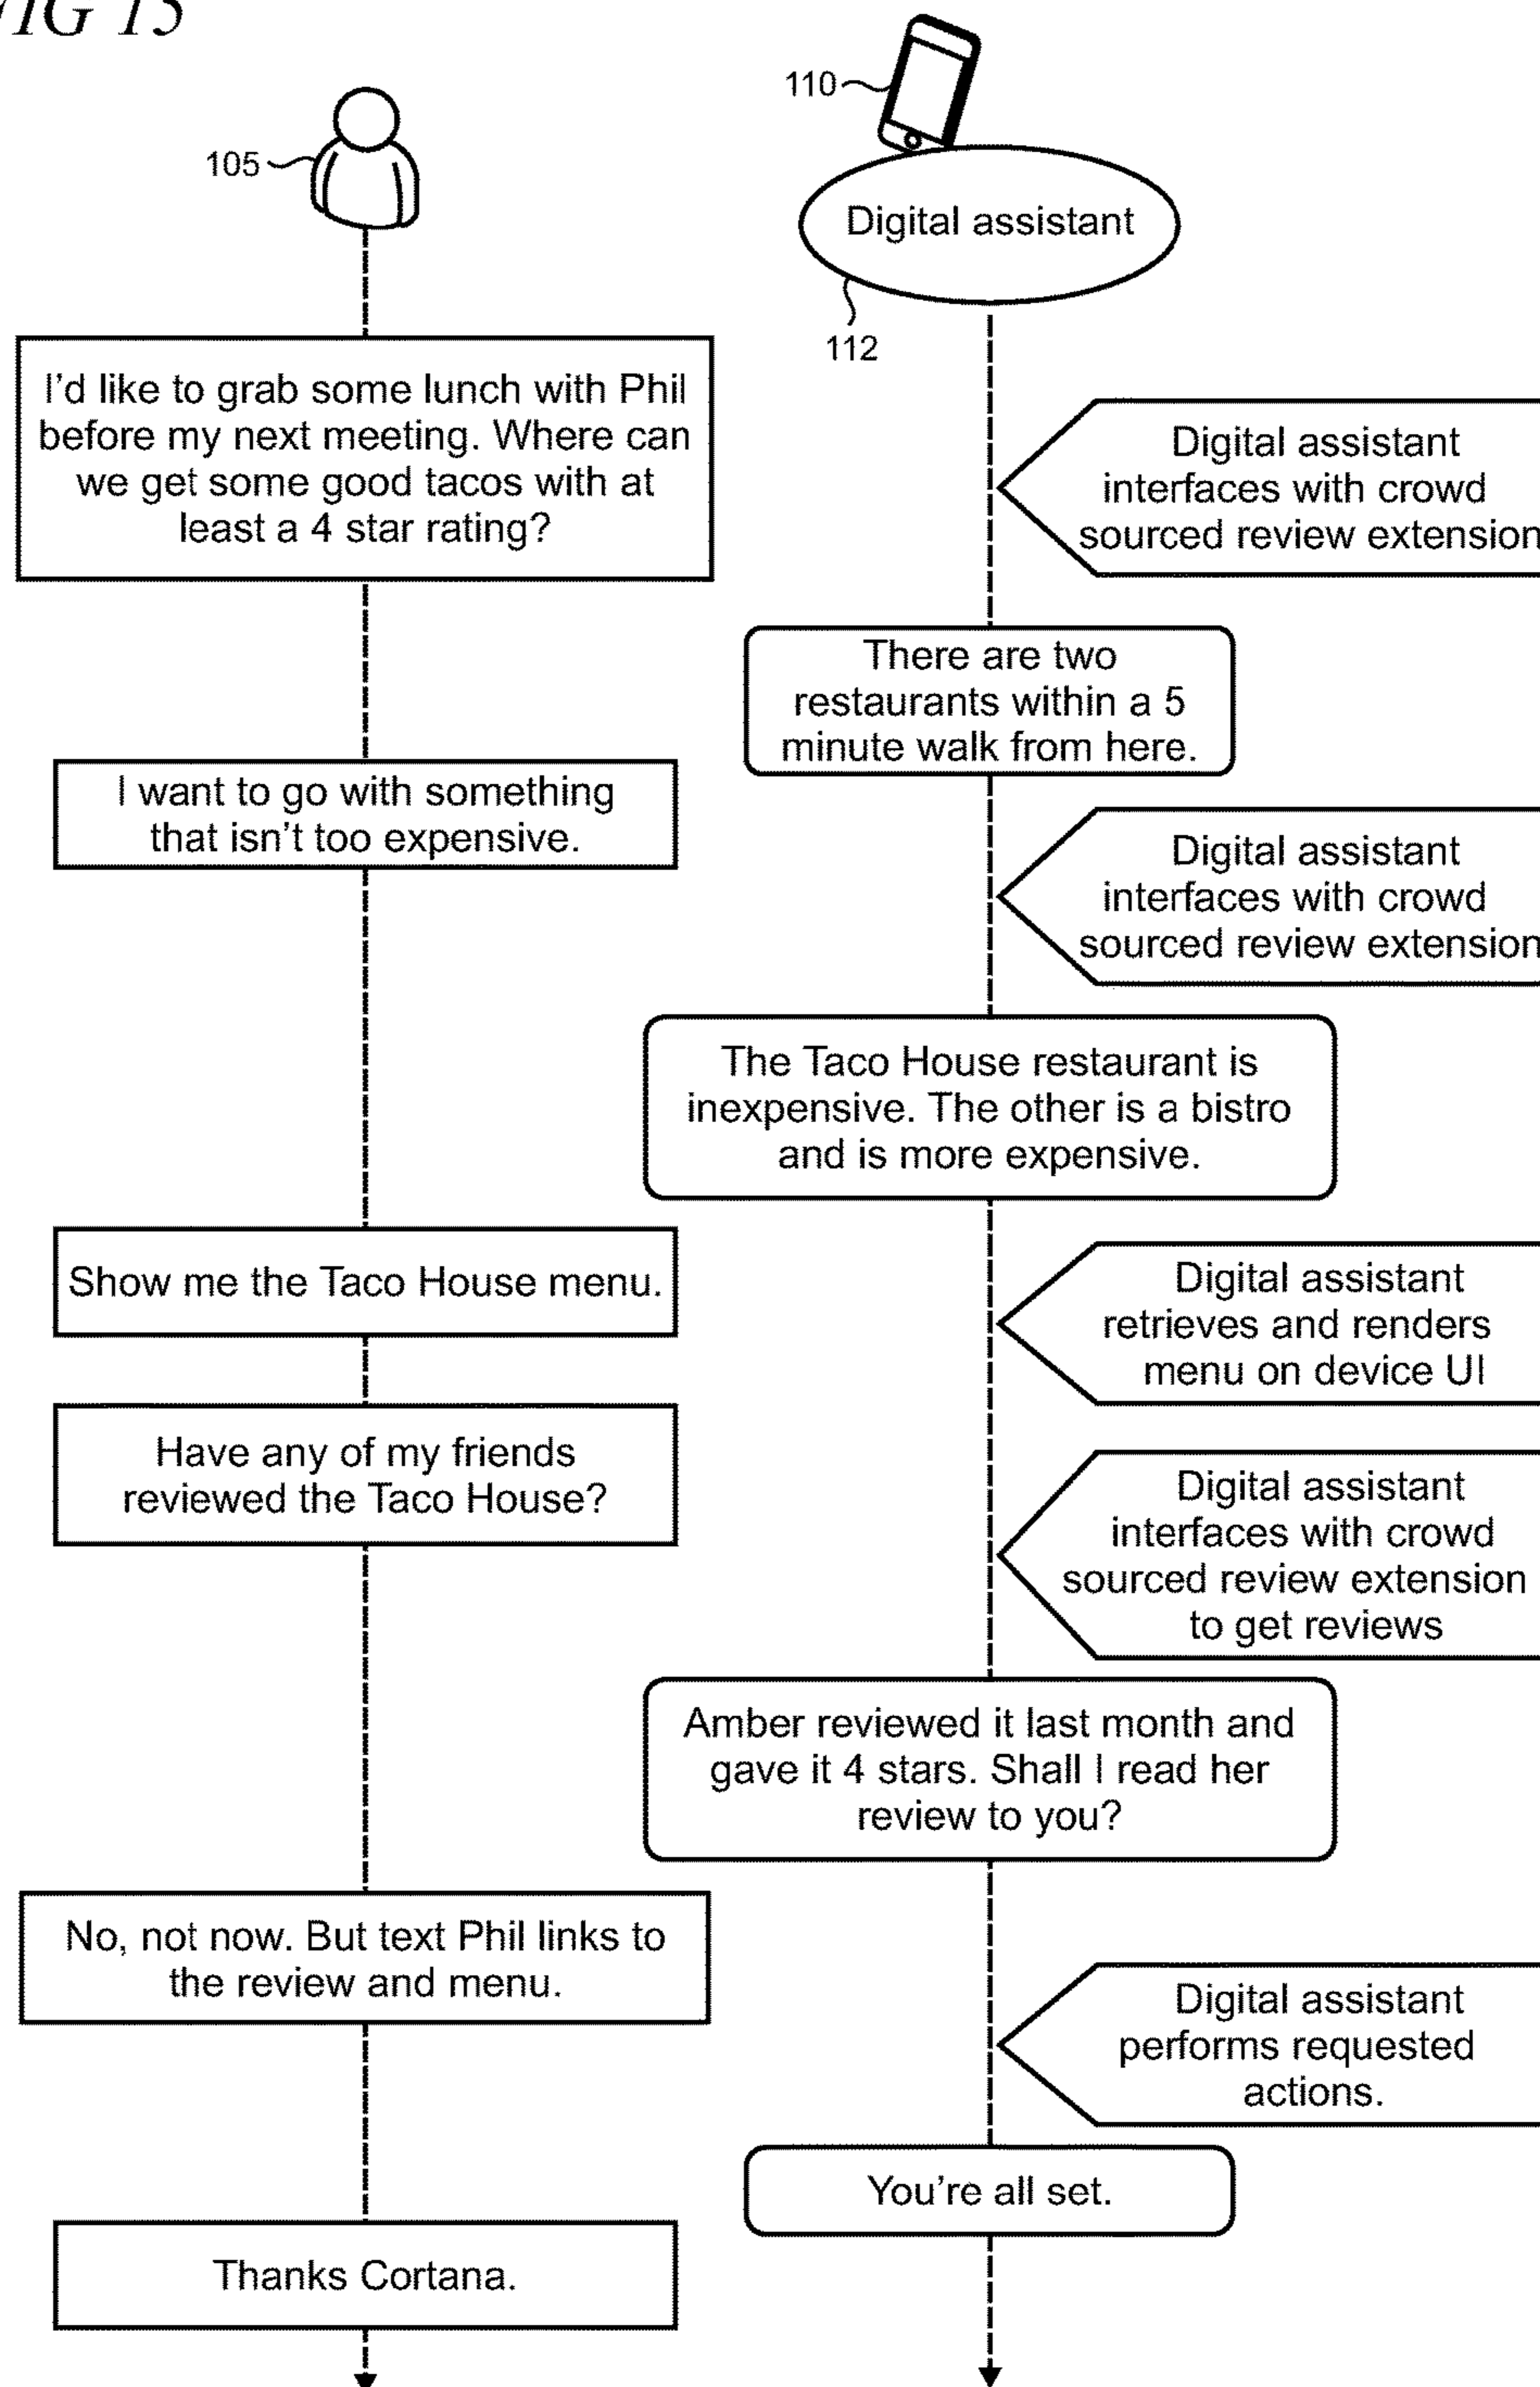 FIG 15
110
105
Digital assistant
112
I'd like to grab some lunch with Phil
before my next meeting. Where can
we get some good tacos with at
least a 4 star rating?
Digital assistant
interfaces with crowd
sourced review extension
There are two
restaurants within a 5
minute walk from here.
I want to go with something
that isn't too expensive.
Digital assistant
interfaces with crowd
sourced review extension
The Taco House restaurant is
inexpensive. The other is a bistro
and is more expensive.
Show me the Taco House menu.
Digital assistant
retrieves and renders
menu on device UI
Have any of my friends
reviewed the Taco House?
Digital assistant
interfaces with crowd
sourced review extension
to get reviews
Amber reviewed it last month and
gave it 4 stars. Shall I read her
review to you?
No, not now. But text Phil links to
the review and menu.
Digital assistant
performs requested
actions.
You're all set.
Thanks Cortana.